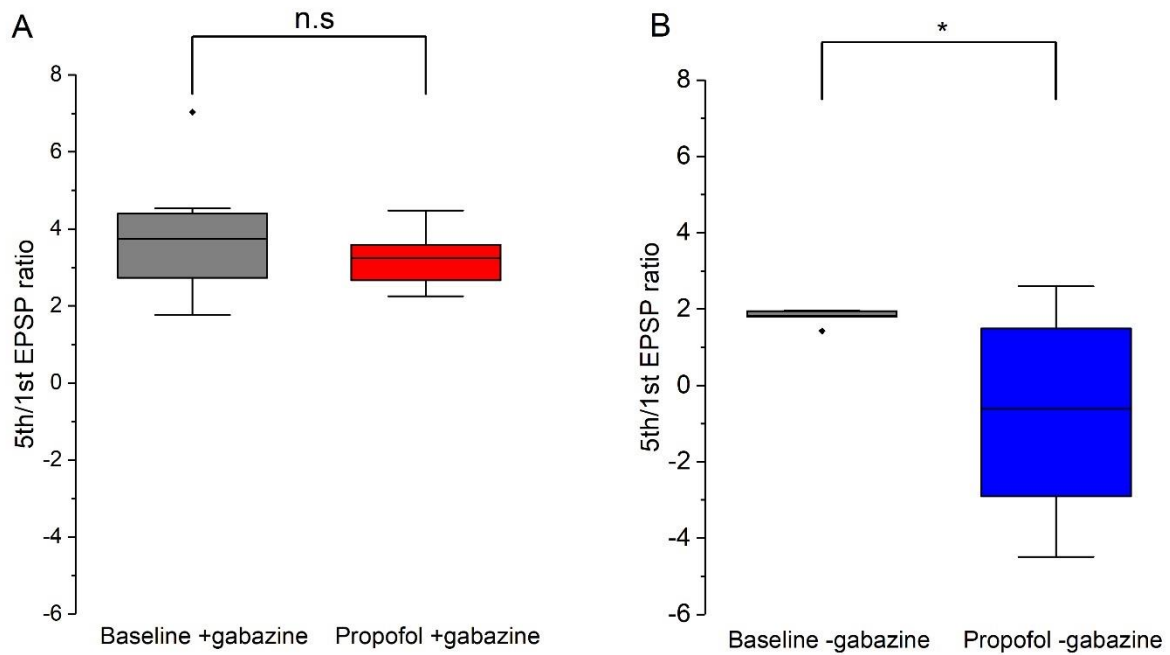 A
n.s
8
6
4
2
0
-2
-4
-6
5th/1st EPSP ratio
Baseline +gabazine
Propofol +gabazine
B
*
8
6
4
2
0
-2
-4
-6
5th/1st EPSP ratio
Baseline -gabazine
Propofol -gabazine